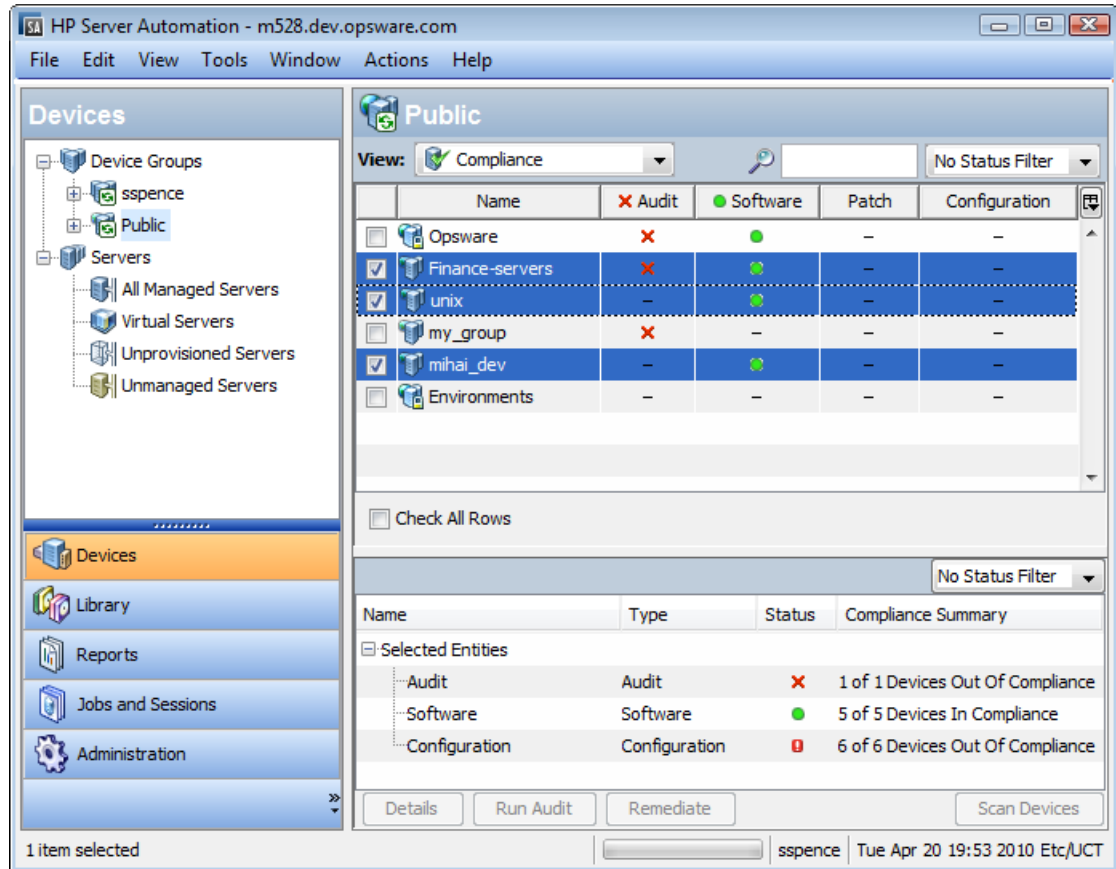 SA HP Server Automation - m528.dev.opsware.com
File Edit View Tools Window Actions Help
Devices
Device Groups
sspence
Public
Servers
All Managed Servers
Virtual Servers
Unprovisioned Servers
Unmanaged Servers
Devices
Library
Reports
Jobs and Sessions
Administration
»
Public
View: Compliance No Status Filter
Name Audit Software Patch Configuration
Opsware – –
Finance-servers – –
unix – – –
my_group – – –
mihai_dev – – –
Environments – – – –
Check All Rows
No Status Filter
Name Type Status Compliance Summary
Selected Entities
Audit Audit 1 of 1 Devices Out Of Compliance
Software Software 5 of 5 Devices In Compliance
Configuration Configuration 6 of 6 Devices Out Of Compliance
Details Run Audit Remediate Scan Devices
1 item selected sspence Tue Apr 20 19:53 2010 Etc/UCT